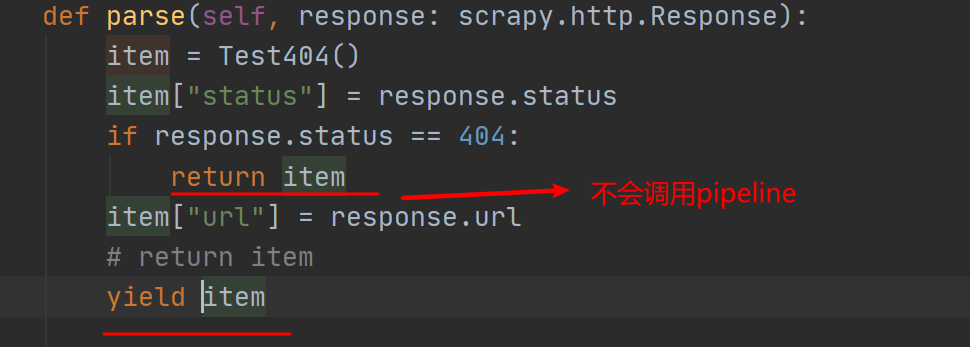 def parse(self, response: scrapy.http.Response):
item = Test404()
item["status"] = response.status
if response.status == 404:
return item
不会调用pipeline
item["url"] = response.url
# return item
yield item